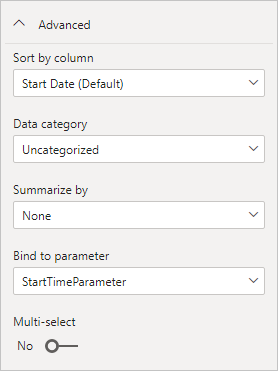 Advanced
Sort by column
Start Date (Default)
Data category
Uncategorized
Summarize by
None
Bind to parameter
StartTimeParameter
Multi-select
No